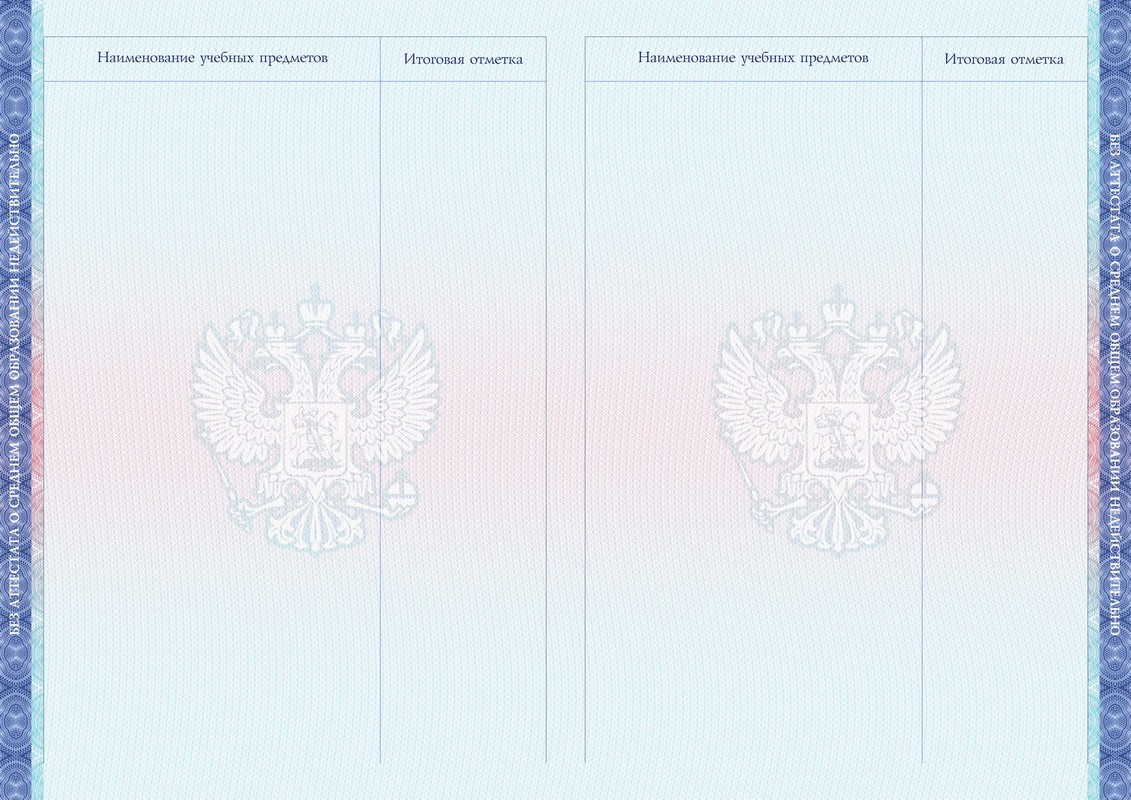 Наименование учебных предметов
Итоговая отметка
Наименование учебных предметов
Итоговая отметка
БЕЗ АТТЕСТАТА О СРЕДНЕМ ОБЩЕМ ОБРАЗОВАНИИ НЕДЕЙСТВИТЕЛЬНО
БЕЗ АТТЕСТАТА О СРЕДНЕМ ОБЩЕМ ОБРАЗОВАНИИ НЕДЕЙСТВИТЕЛЬНО